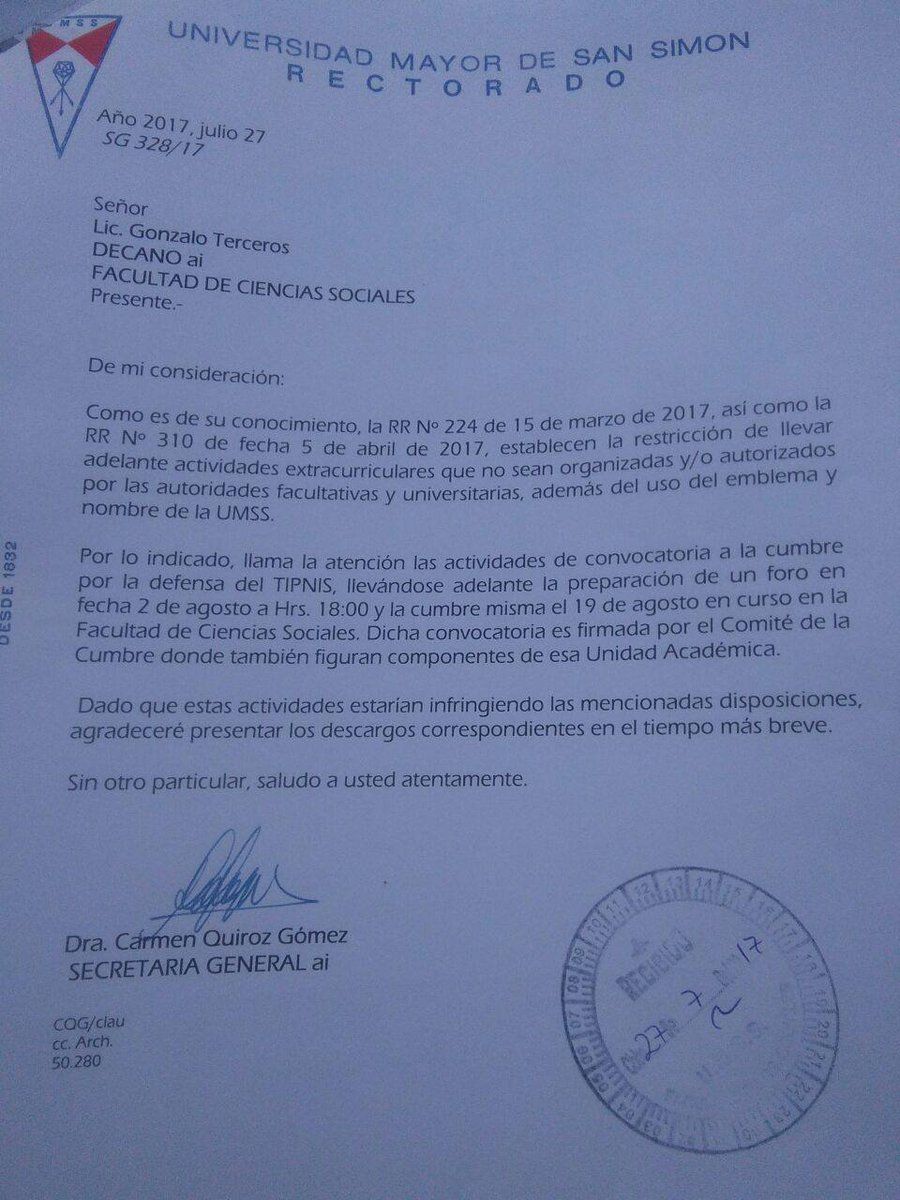 UMSS
UNIVERSIDAD MAYOR DE SAN SIMON
RECTORADO
Año 2017, julio 27
SG 328/17
Señor
Lic. Gonzalo Terceros
DECANO ai
FACULTAD DE CIENCIAS SOCIALES
Presente.-
De mi consideración:
Como es de su conocimiento, la RR Nº 224 de 15 de marzo de 2017, así como la
RR Nº 310 de fecha 5 de abril de 2017, establecen la restricción de llevar
adelante actividades extracurriculares que no sean organizadas y/o autorizados
por las autoridades facultativas y universitarias, además del uso del emblema y
nombre de la UMSS.
DESDE 1832
Por lo indicado, llama la atención las actividades de convocatoria a la cumbre
por la defensa del TIPNIS, llevándose adelante la preparación de un foro en
fecha 2 de agosto a Hrs. 18:00 y la cumbre misma el 19 de agosto en curso en la
Facultad de Ciencias Sociales. Dicha convocatoria es firmada por el Comité de la
Cumbre donde también figuran componentes de esa Unidad Académica.
Dado que estas actividades estarían infringiendo las mencionadas disposiciones,
agradeceré presentar los descargos correspondientes en el tiempo más breve.
Sin otro particular, saludo a usted atentamente.
Dra. Carmen Quiroz Gómez
SECRETARIA GENERAL ai
CQG/clau
cc. Arch.
50.280
RECIBIDO
27 7 17